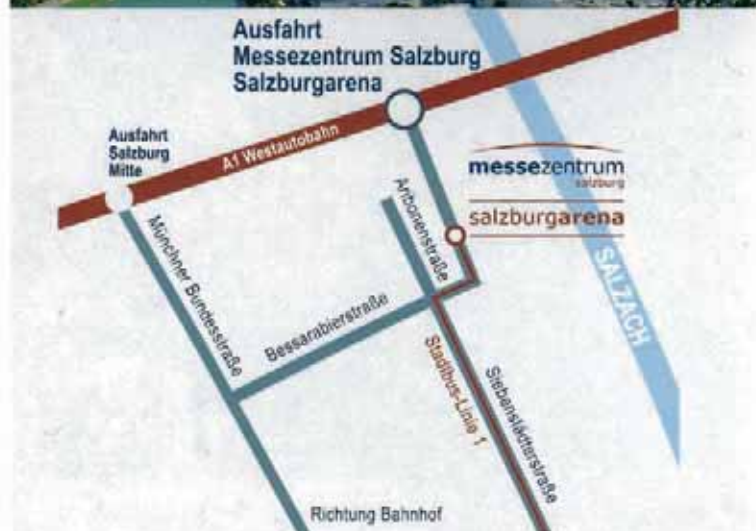 Ausfahrt
Messezentrum Salzburg
Salzburgarena
Ausfahrt
Salzburg
Mitte
A1 Westautobahn
messezentrum
salzburg
salzburgarena
Münchner Bundesstraße
Aribonenstraße
Bessarabierstraße
SALZACH
Stadtbus-Linie 1
Siebenstädterstraße
Richtung Bahnhof